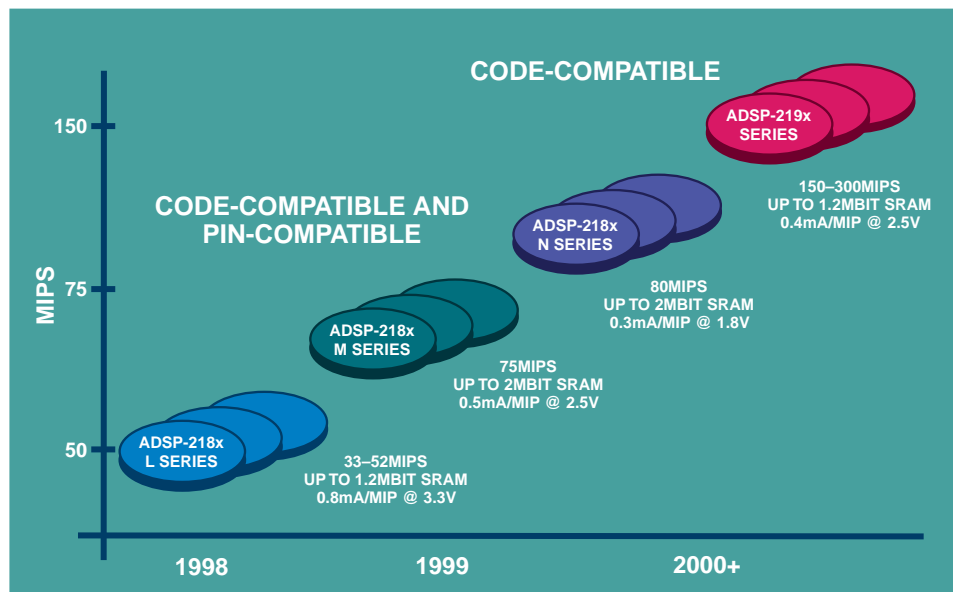 CODE-COMPATIBLE
150
ADSP-219x
SERIES
150–300MIPS
UP TO 1.2MBIT SRAM
0.4mA/MIP @ 2.5V
CODE-COMPATIBLE AND
PIN-COMPATIBLE
ADSP-218x
N SERIES
80MIPS
UP TO 2MBIT SRAM
0.3mA/MIP @ 1.8V
MIPS
75
ADSP-218x
M SERIES
75MIPS
UP TO 2MBIT SRAM
0.5mA/MIP @ 2.5V
50
ADSP-218x
L SERIES
33–52MIPS
UP TO 1.2MBIT SRAM
0.8mA/MIP @ 3.3V
1998
1999
2000+